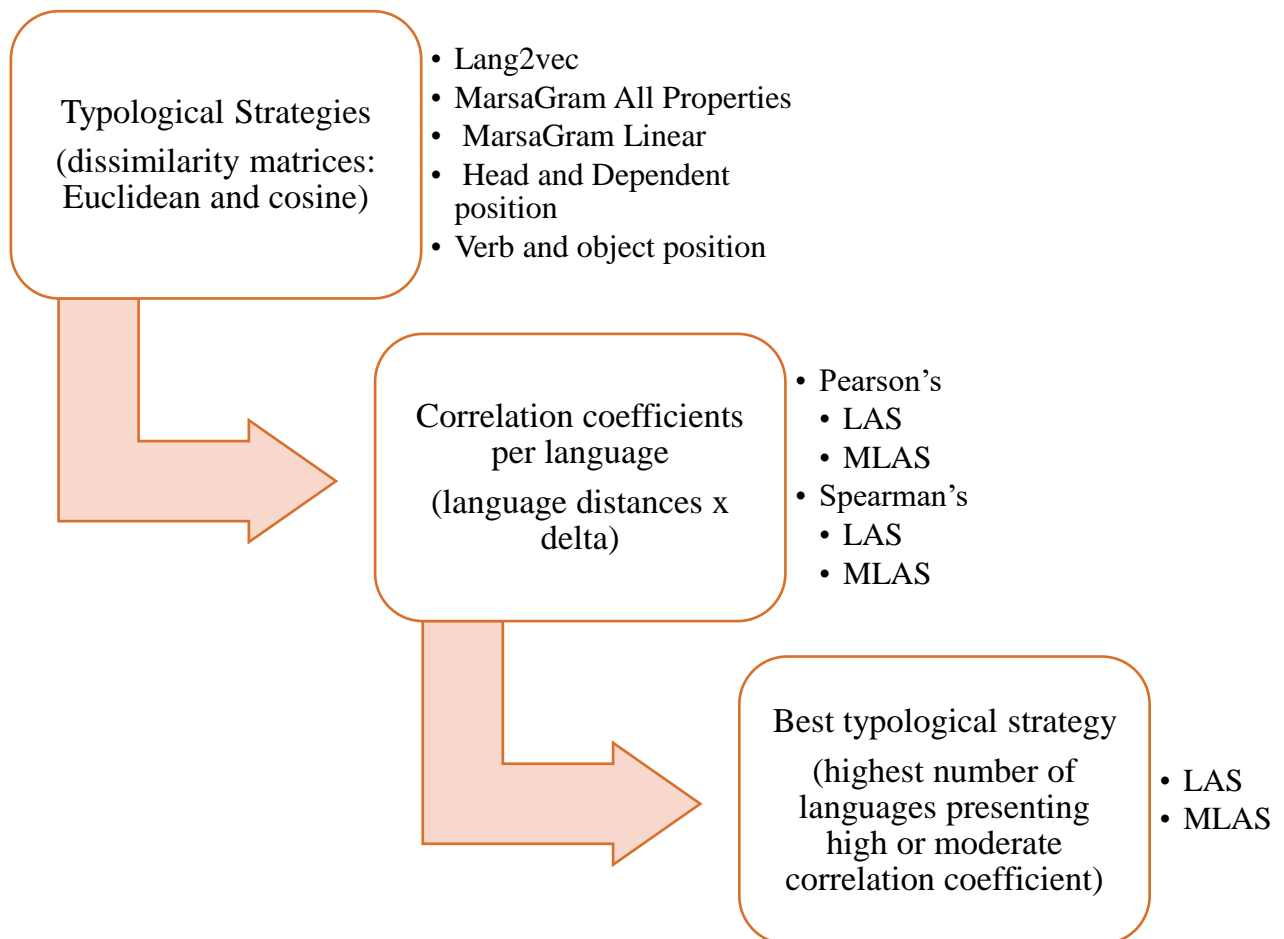 Typological Strategies
(dissimilarity matrices:
Euclidean and cosine)
• Lang2vec
• MarsaGram All Properties
• MarsaGram Linear
• Head and Dependent
position
• Verb and object position
Correlation coefficients
per language
(language distances x
delta)
• Pearson’s
• LAS
• MLAS
• Spearman’s
• LAS
• MLAS
Best typological strategy
(highest number of
languages presenting
high or moderate
correlation coefficient)
• LAS
• MLAS